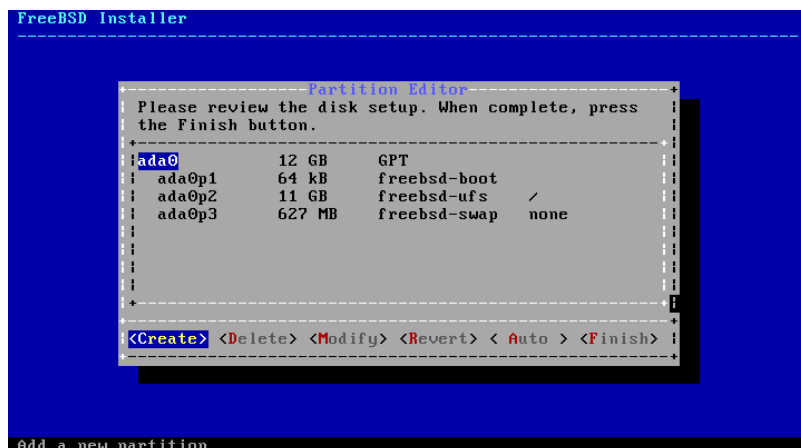 FreeBSD Installer
Partition Editor
Please review the disk setup. When complete, press
the Finish button.
ada0 12 GB GPT
ada0p1 64 kB freebsd-boot
ada0p2 11 GB freebsd-ufs /
ada0p3 627 MB freebsd-swap none
<Create> <Delete> <Modify> <Revert> < Auto > <Finish>
Add a new partition